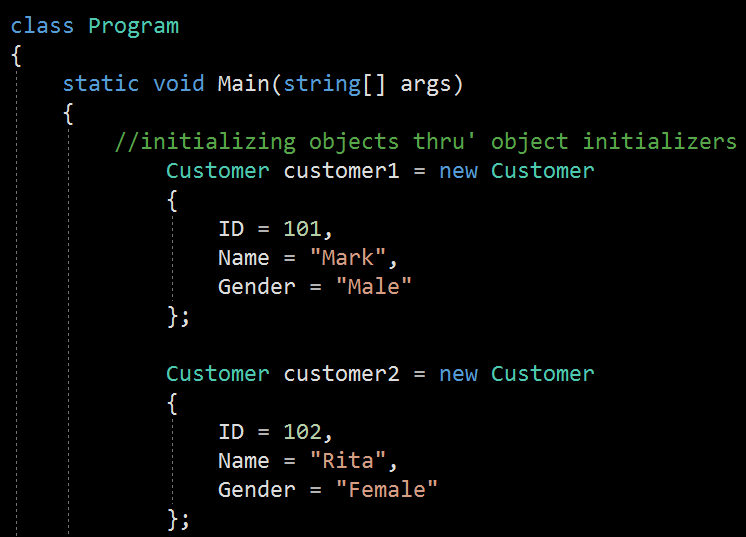 class Program
{
    static void Main(string[] args)
    {
        //initializing objects thru' object initializers
            Customer customer1 = new Customer
            {
                ID = 101,
                Name = "Mark",
                Gender = "Male"
            };

            Customer customer2 = new Customer
            {
                ID = 102,
                Name = "Rita",
                Gender = "Female"
            };